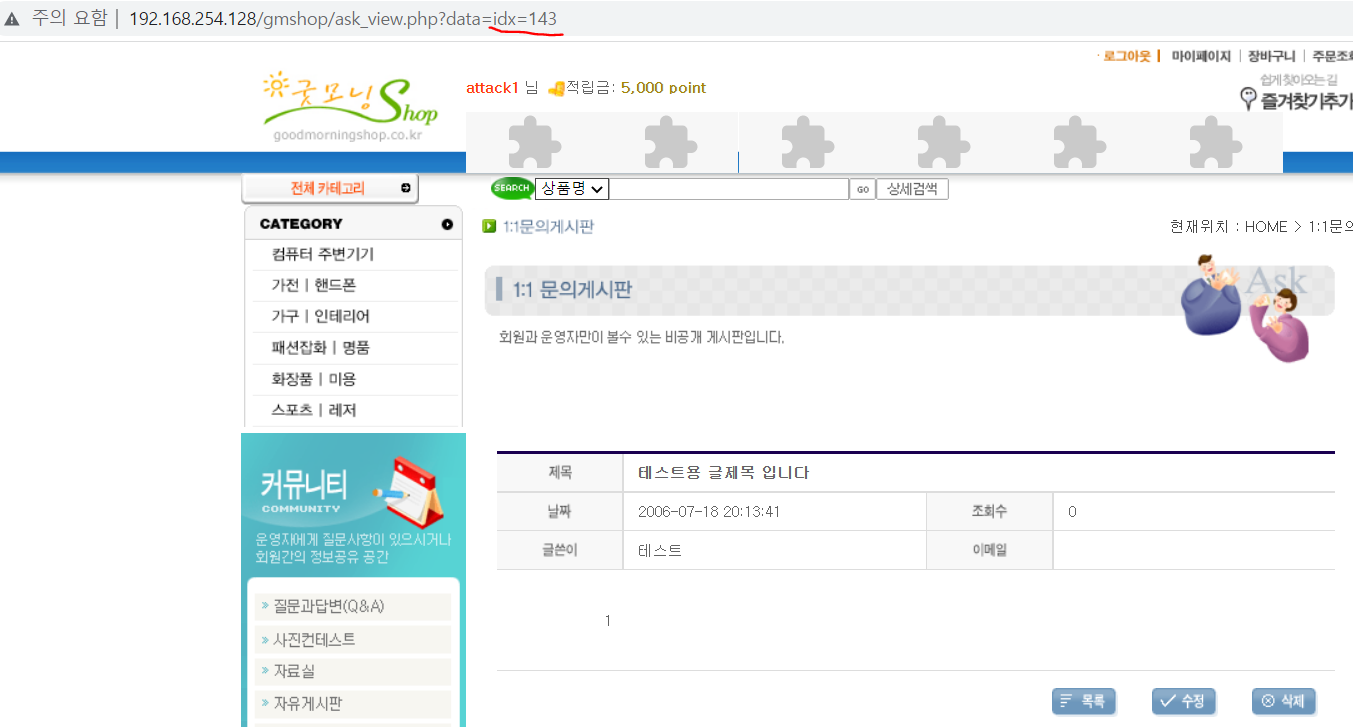 주의 요함 | 192.168.254.128/gmshop/ask_view.php?data=idx=143
· 로그아웃 | 마이페이지 | 장바구니 | 주문조회
굿모닝 Shop
goodmorningshop.co.kr
attack1 님 적립금: 5,000 point
쉽게 찾아오는 길
즐겨찾기추가
전체 카테고리
SEARCH 상품명 GO 상세검색
CATEGORY
1:1문의게시판
현재위치 : HOME > 1:1문의
컴퓨터 주변기기
가전 | 핸드폰
가구 | 인테리어
패션잡화 | 명품
화장품 | 미용
스포츠 | 레저
1:1 문의게시판
Ask
회원과 운영자만이 볼수 있는 비공개 게시판입니다.
커뮤니티
COMMUNITY
운영자에게 질문사항이 있으시거나
회원간의 정보공유 공간
» 질문과답변(Q&A)
» 사진컨테스트
» 자료실
» 자유게시판
제목 테스트용 글제목 입니다
날짜 2006-07-18 20:13:41 조회수 0
글쓴이 테스트 이메일
1
목록 수정 삭제